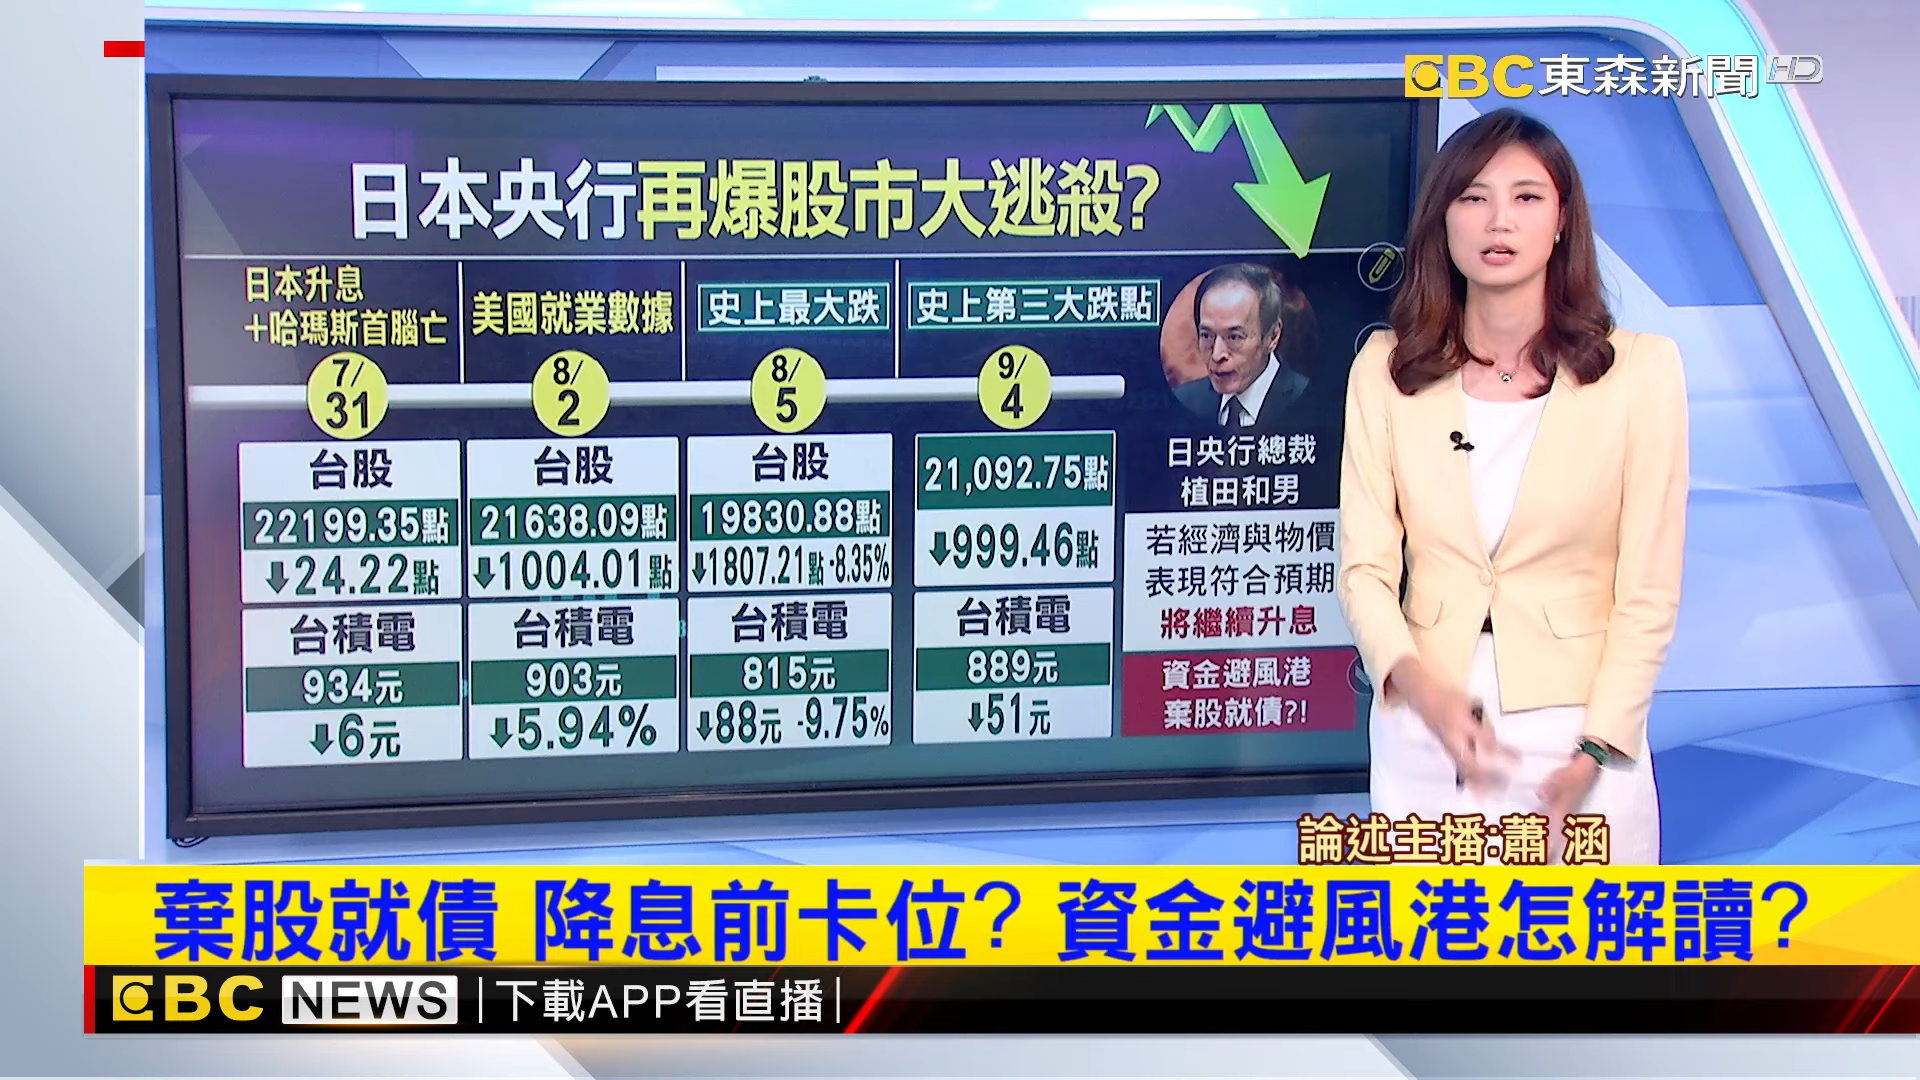 EBC東森新聞HD
日本央行再爆股市大逃殺?
日本升息
+哈瑪斯首腦亡
美國就業數據
史上最大跌
史上第三大跌點
7/31
8/2
8/5
9/4
台股
22199.35點
⬇24.22點
台積電
934元
⬇6元
台股
21638.09點
⬇1004.01點
台積電
903元
⬇5.94%
台股
19830.88點
⬇1807.21點 -8.35%
台積電
815元
⬇88元 -9.75%
21,092.75點
⬇999.46點
台積電
889元
⬇51元
日央行總裁
植田和男
若經濟與物價
表現符合預期
將繼續升息
資金避風港
棄股就債?!
論述主播:蕭 涵
棄股就債 降息前卡位? 資金避風港怎解讀?
EBC NEWS |下載APP看直播|